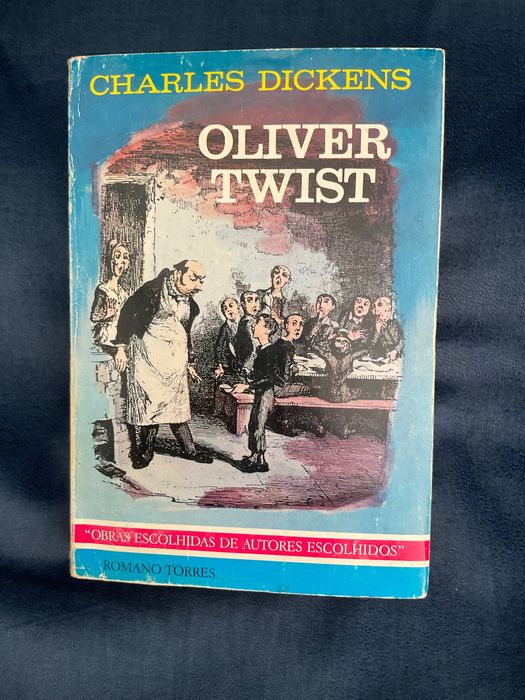 CHARLES DICKENS
OLIVER
TWIST
"OBRAS ESCOLHIDAS DE AUTORES ESCOLHIDOS"
ROMANO TORRES